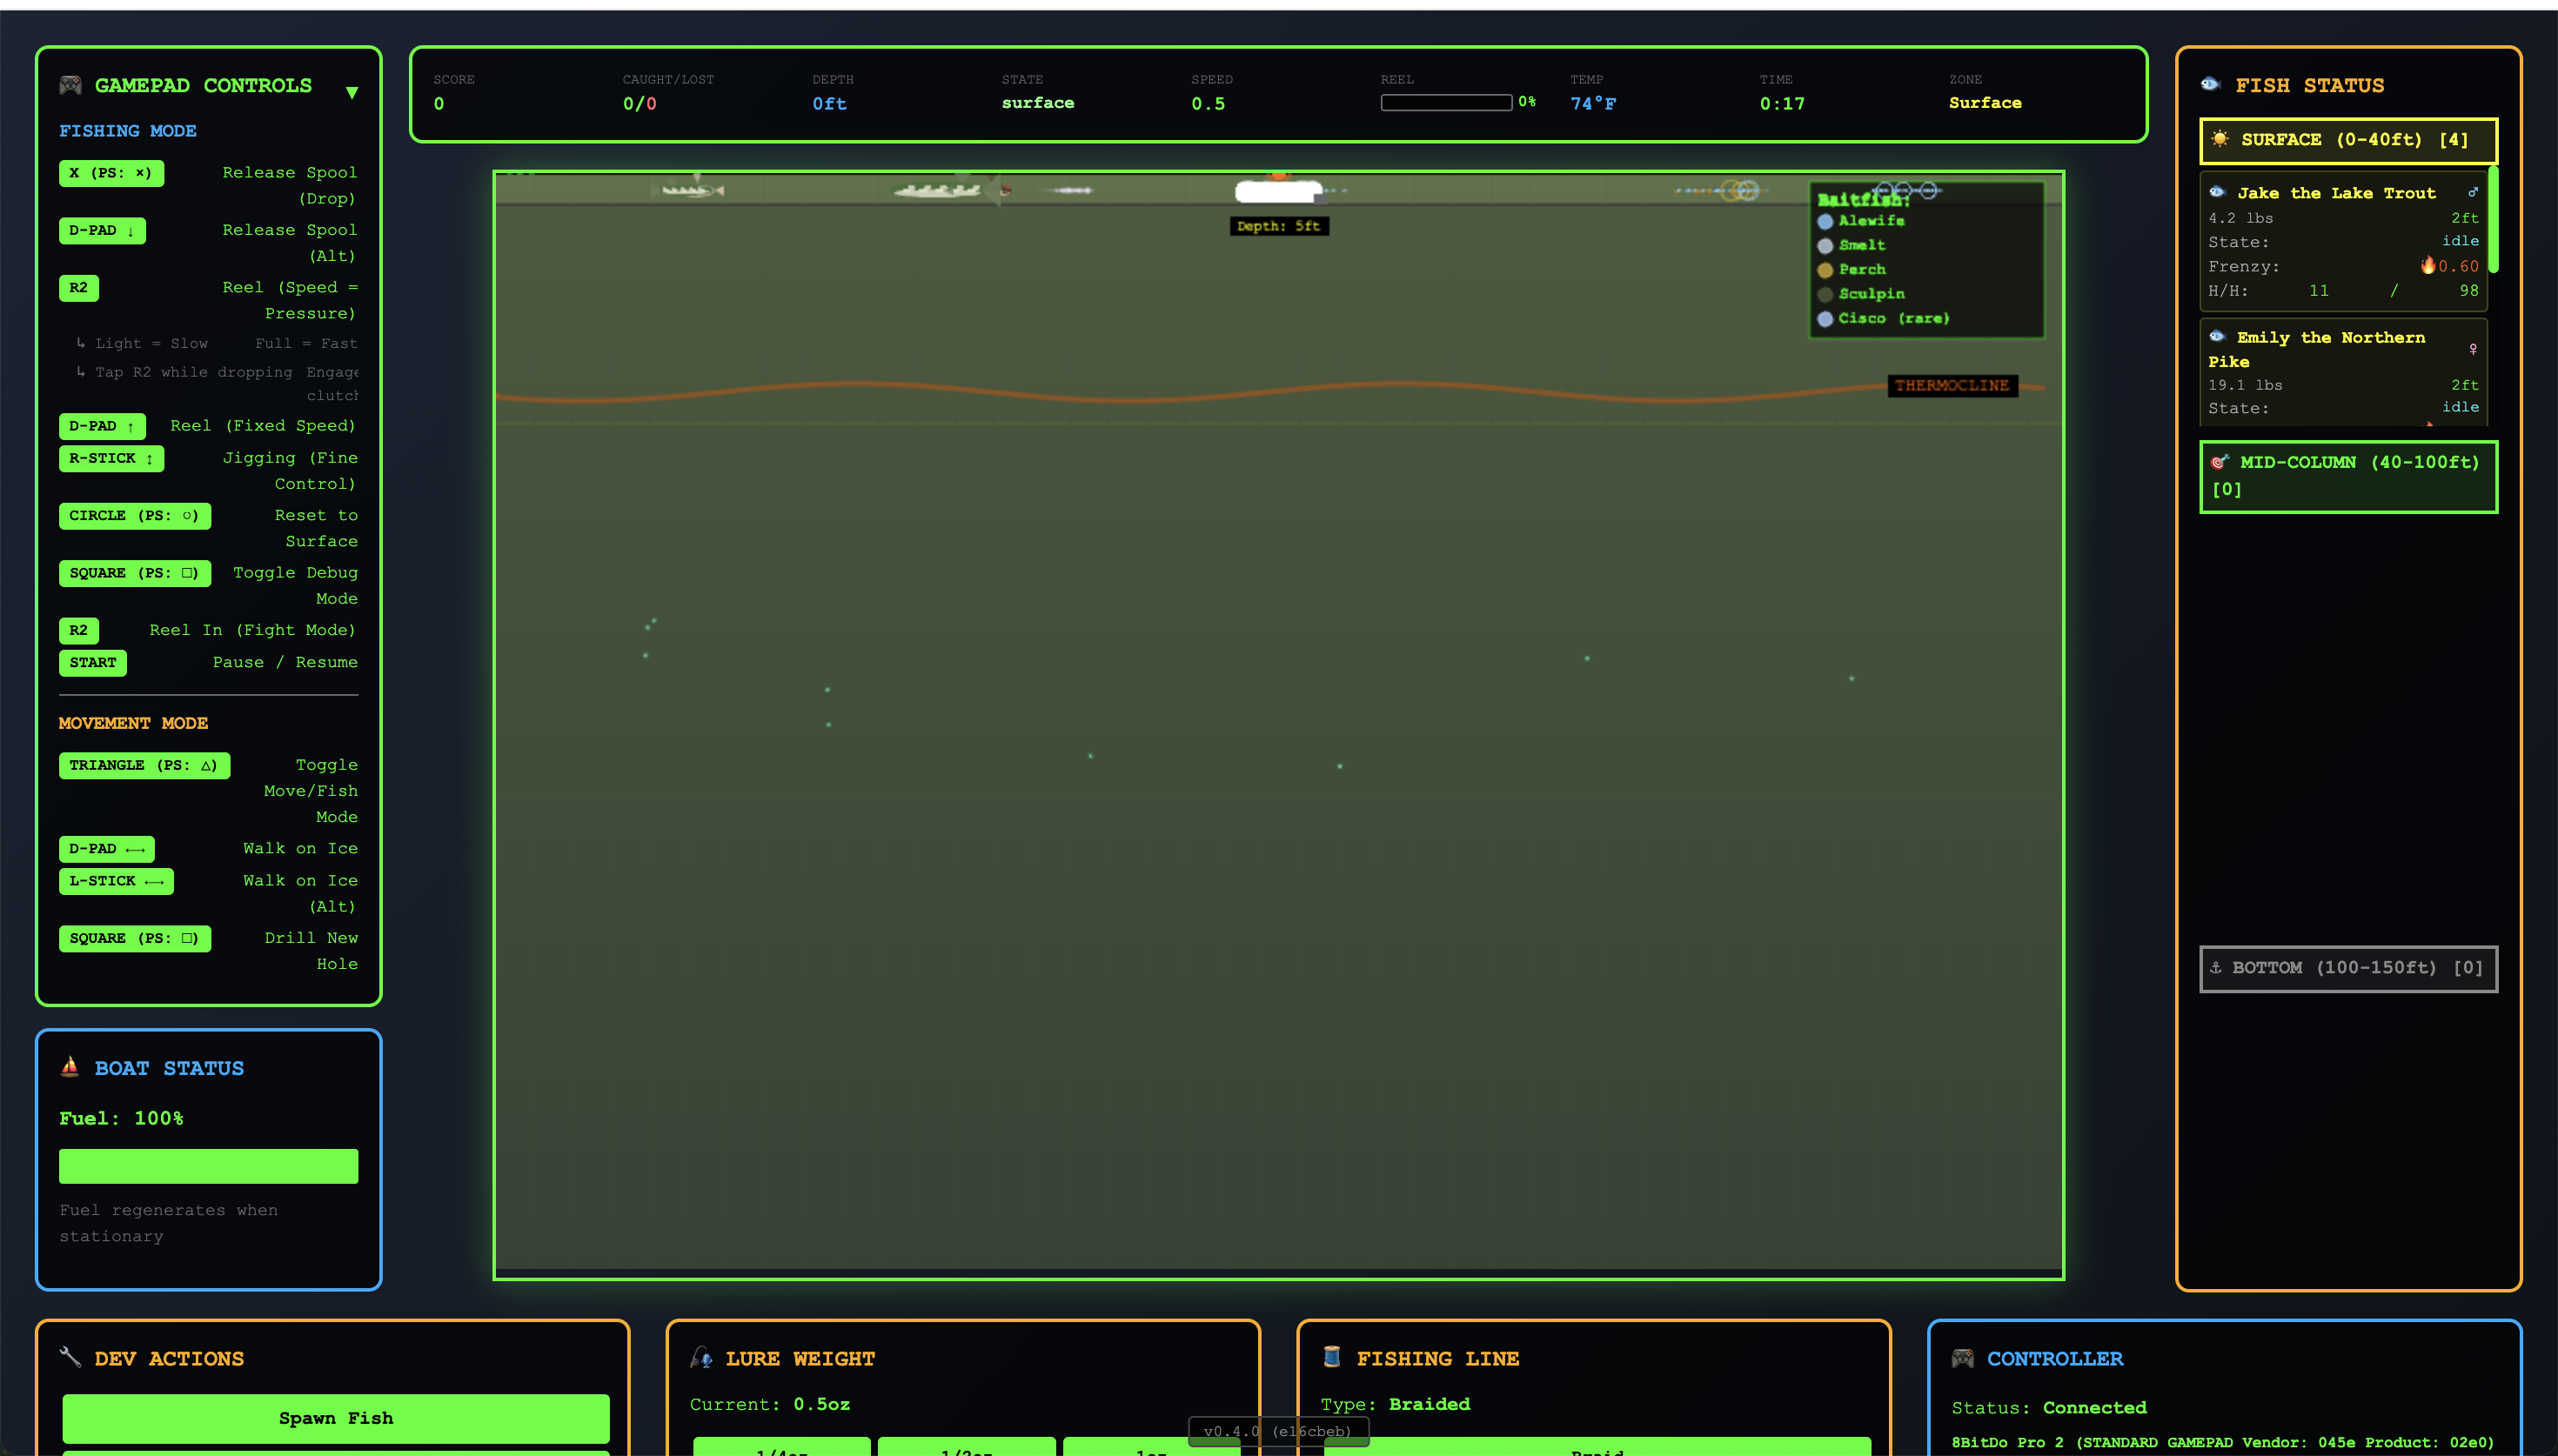 GAMEPAD CONTROLS ▼
FISHING MODE
X (PS: ×) Release Spool
(Drop)
D-PAD ↓ Release Spool
(Alt)
R2 Reel (Speed =
Pressure)
↳ Light = Slow Full = Fast
↳ Tap R2 while dropping Engage
clutch
D-PAD ↑ Reel (Fixed Speed)
R-STICK ↕ Jigging (Fine
Control)
CIRCLE (PS: ○) Reset to
Surface
SQUARE (PS: □) Toggle Debug
Mode
R2 Reel In (Fight Mode)
START Pause / Resume
MOVEMENT MODE
TRIANGLE (PS: △) Toggle
Move/Fish
Mode
D-PAD ←→ Walk on Ice
L-STICK ←→ Walk on Ice
(Alt)
SQUARE (PS: □) Drill New
Hole
BOAT STATUS
Fuel: 100%
Fuel regenerates when
stationary
SCORE CAUGHT/LOST DEPTH STATE SPEED REEL TEMP TIME ZONE
0 0/0 0ft surface 0.5 0% 74°F 0:17 Surface
Depth: 5ft
Baitfish:
Alewife
Smelt
Perch
Sculpin
Cisco (rare)
THERMOCLINE
FISH STATUS
SURFACE (0-40ft) [4]
Jake the Lake Trout ♂
4.2 lbs 2ft
State: idle
Frenzy: 🔥0.60
H/H: 11 / 98
Emily the Northern
Pike ♀
19.1 lbs 2ft
State: idle
MID-COLUMN (40-100ft)
[0]
⚓ BOTTOM (100-150ft) [0]
DEV ACTIONS
Spawn Fish
LURE WEIGHT
Current: 0.5oz
1/4oz 1/2oz 1oz
FISHING LINE
Type: Braided
Braid
v0.4.0 (e16cbeb)
CONTROLLER
Status: Connected
8BitDo Pro 2 (STANDARD GAMEPAD Vendor: 045e Product: 02e0)